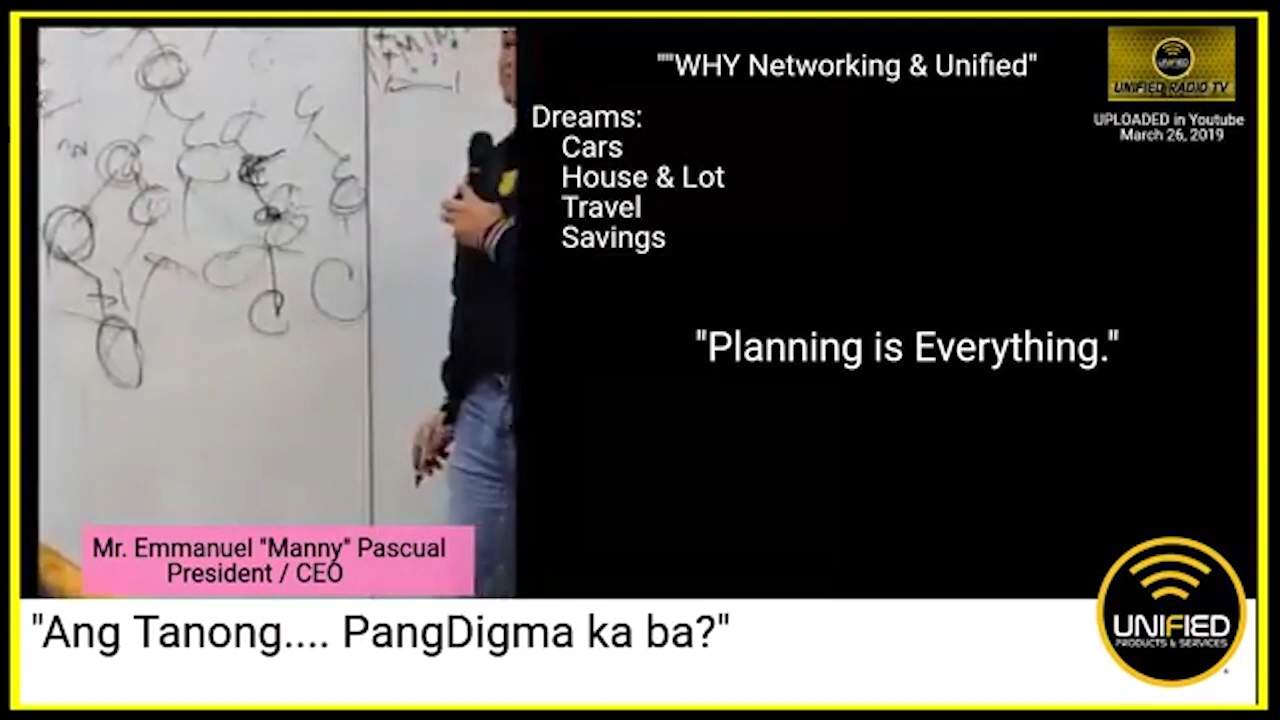 ""WHY Networking & Unified"
UNIFIED
UNIFIED RADIO TV
UPLOADED in Youtube
March 26, 2019
Dreams:
Cars
House & Lot
Travel
Savings
"Planning is Everything."
Mr. Emmanuel "Manny" Pascual
President / CEO
"Ang Tanong.... PangDigma ka ba?"
UNIFIED
PRODUCTS & SERVICES